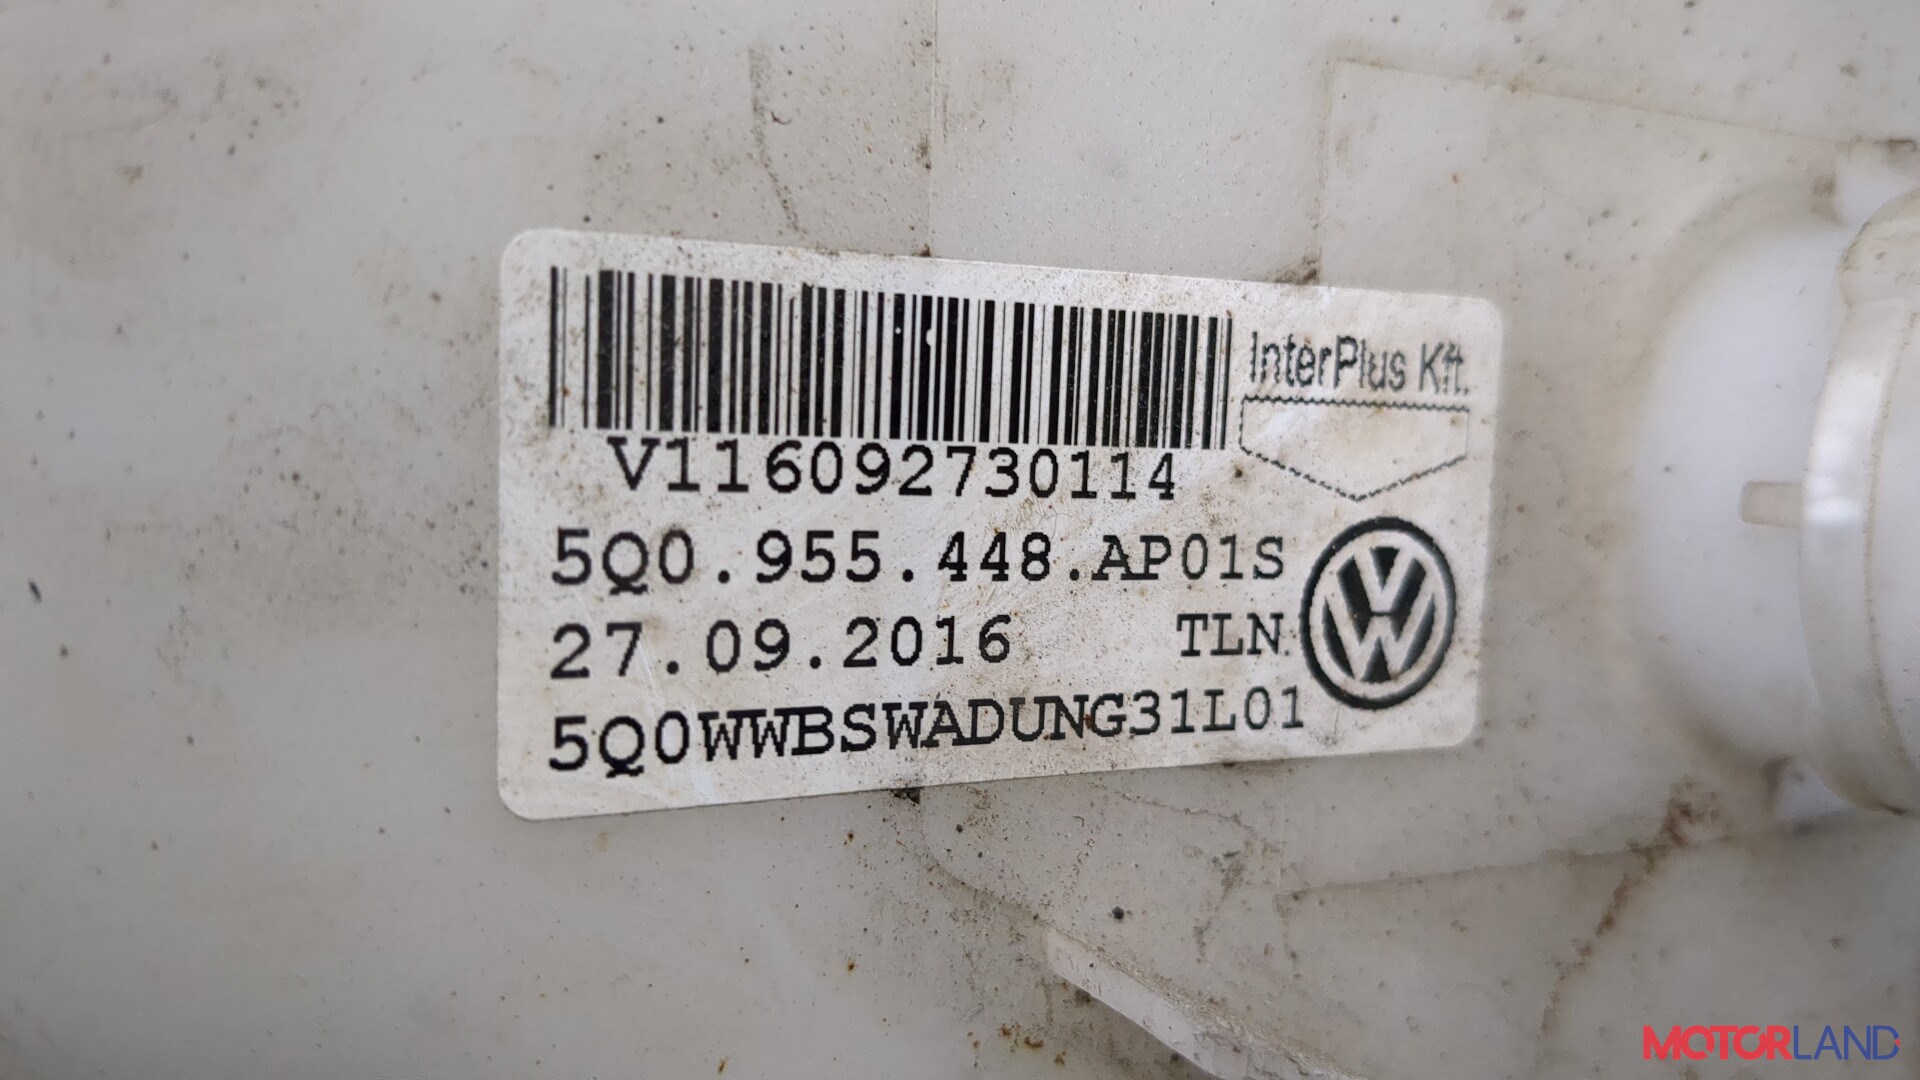 InterPlus Kft.
V116092730114
5Q0.955.448.AP01S
27.09.2016 TLN
5Q0WWBSWADUNG31L01
MOTORLAND